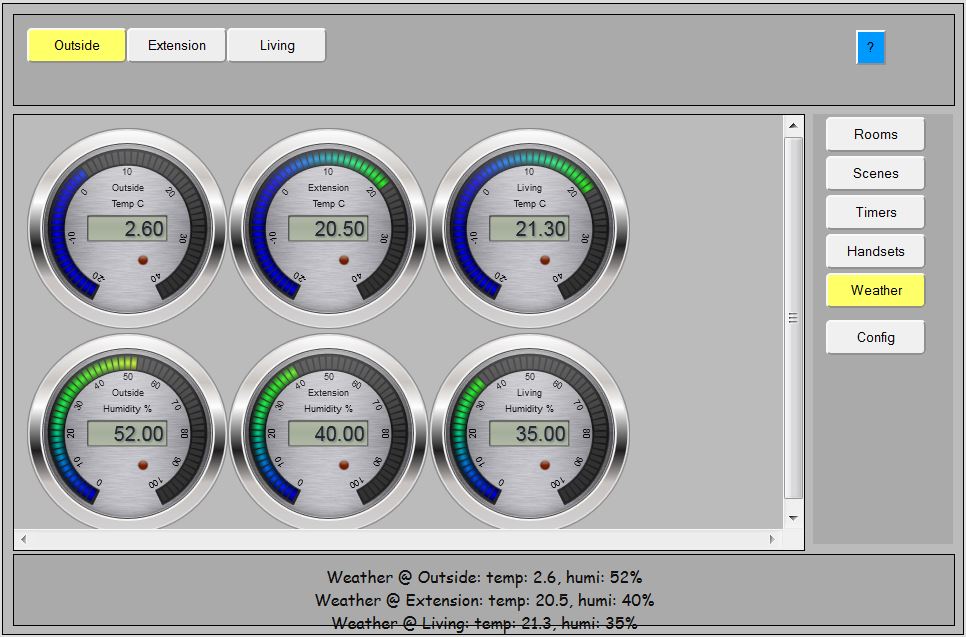 Outside Extension Living ?
Rooms
Scenes
Timers
Handsets
Weather
Config
-20 -10 0 10 20 30 40
Outside
Temp C
2.60
-20 -10 0 10 20 30 40
Extension
Temp C
20.50
-20 -10 0 10 20 30 40
Living
Temp C
21.30
0 10 20 30 40 50 60 70 80 90 100
Outside
Humidity %
52.00
0 10 20 30 40 50 60 70 80 90 100
Extension
Humidity %
40.00
0 10 20 30 40 50 60 70 80 90 100
Living
Humidity %
35.00
Weather @ Outside: temp: 2.6, humi: 52%
Weather @ Extension: temp: 20.5, humi: 40%
Weather @ Living: temp: 21.3, humi: 35%